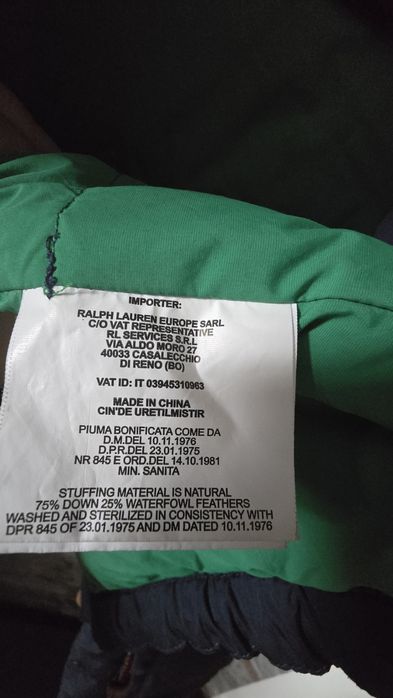 IMPORTER:
RALPH LAUREN EUROPE SARL
C/O VAT REPRESENTATIVE
RL SERVICES S.R.L
VIA ALDO MORO 27
40033 CASALECCHIO
DI RENO (BO)
VAT ID: IT 03945310963
MADE IN CHINA
CIN'DE URETILMISTIR
PIUMA BONIFICATA COME DA
D.M.DEL 10.11.1976
D.P.R.DEL 23.01.1975
NR 845 E ORD.DEL 14.10.1981
MIN. SANITA
STUFFING MATERIAL IS NATURAL
75% DOWN 25% WATERFOWL FEATHERS
WASHED AND STERILIZED IN CONSISTENCY WITH
DPR 845 OF 23.01.1975 AND DM DATED 10.11.1976